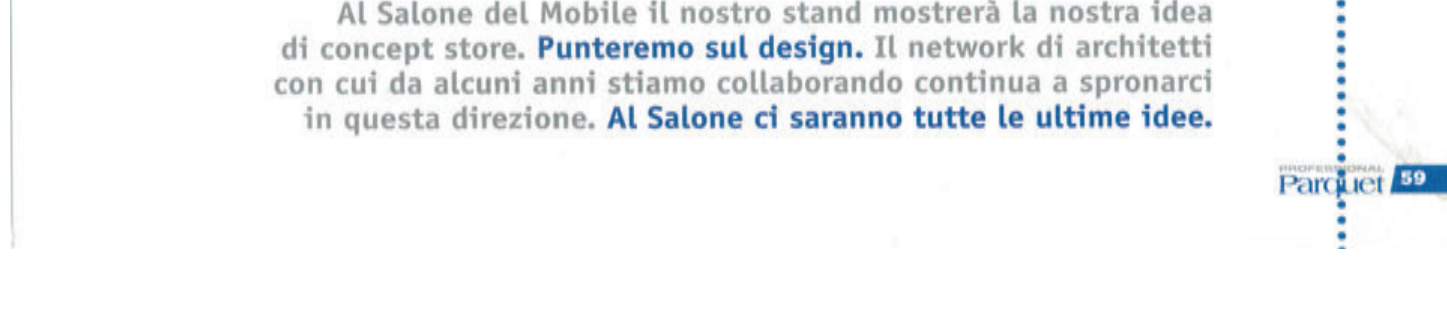 Al Salone del Mobile il nostro stand mostrerà la nostra idea
di concept store. Punteremo sul design. Il network di architetti
con cui da alcuni anni stiamo collaborando continua a spronarci
in questa direzione. Al Salone ci saranno tutte le ultime idee.
PROFESSIONAL
Parquet 59